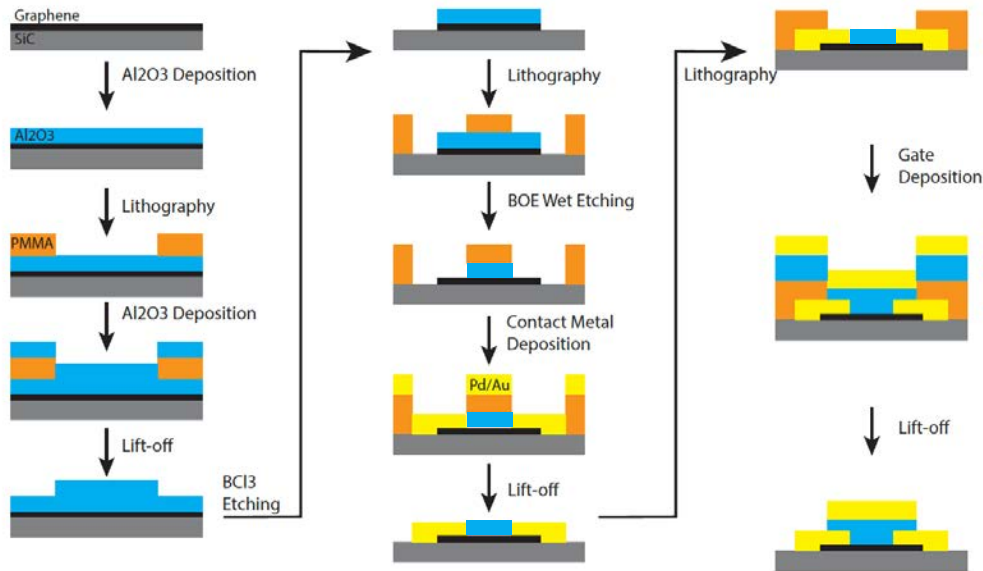 Graphene
SiC
Al2O3 Deposition
Al2O3
Lithography
PMMA
Al2O3 Deposition
Lift-off
BCl3
Etching
Lithography
BOE Wet Etching
Contact Metal
Deposition
Pd/Au
Lift-off
Lithography
Gate
Deposition
Lift-off